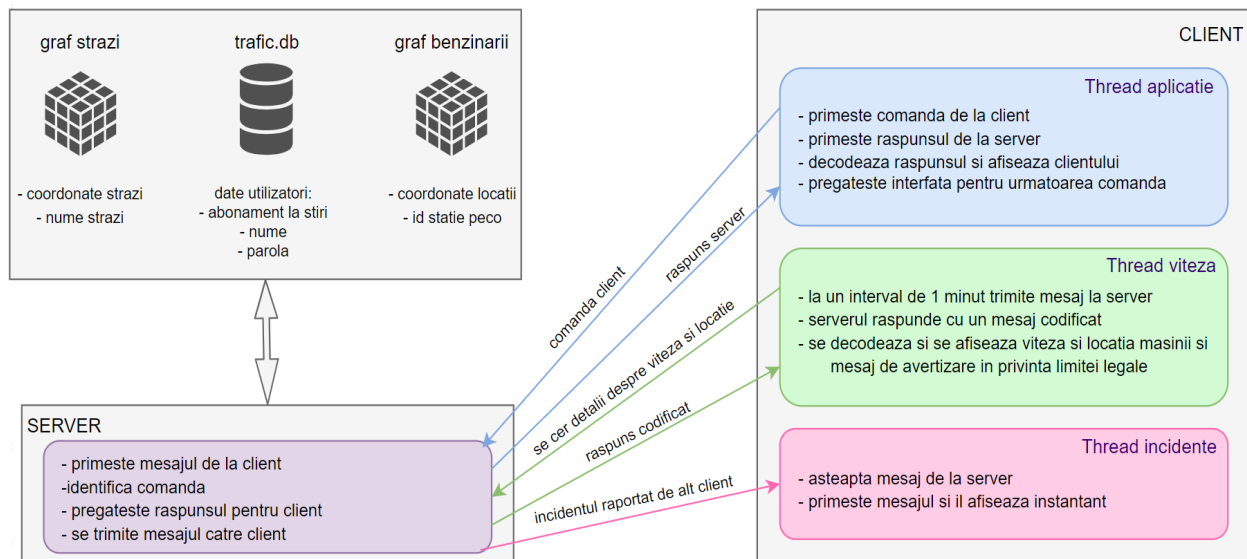 graf strazi
trafic.db
graf benzinarii
- coordonate strazi
- nume strazi
date utilizatori:
- abonament la stiri
- nume
- parola
- coordonate locatii
- id statie peco
SERVER
- primeste mesajul de la client
-identifica comanda
- pregateste raspunsul pentru client
- se trimite mesajul catre client
comanda client
raspuns server
se cer detalii despre viteza si locatie
raspuns codificat
incidentul raportat de alt client
CLIENT
Thread aplicatie
- primeste comanda de la client
- primeste raspunsul de la server
- decodeaza raspunsul si afiseaza clientului
- pregateste interfata pentru urmatoarea comanda
Thread viteza
- la un interval de 1 minut trimite mesaj la server
- serverul raspunde cu un mesaj codificat
- se decodeaza si se afiseaza viteza si locatia masinii si
mesaj de avertizare in privinta limitei legale
Thread incidente
- asteapta mesaj de la server
- primeste mesajul si il afiseaza instantant